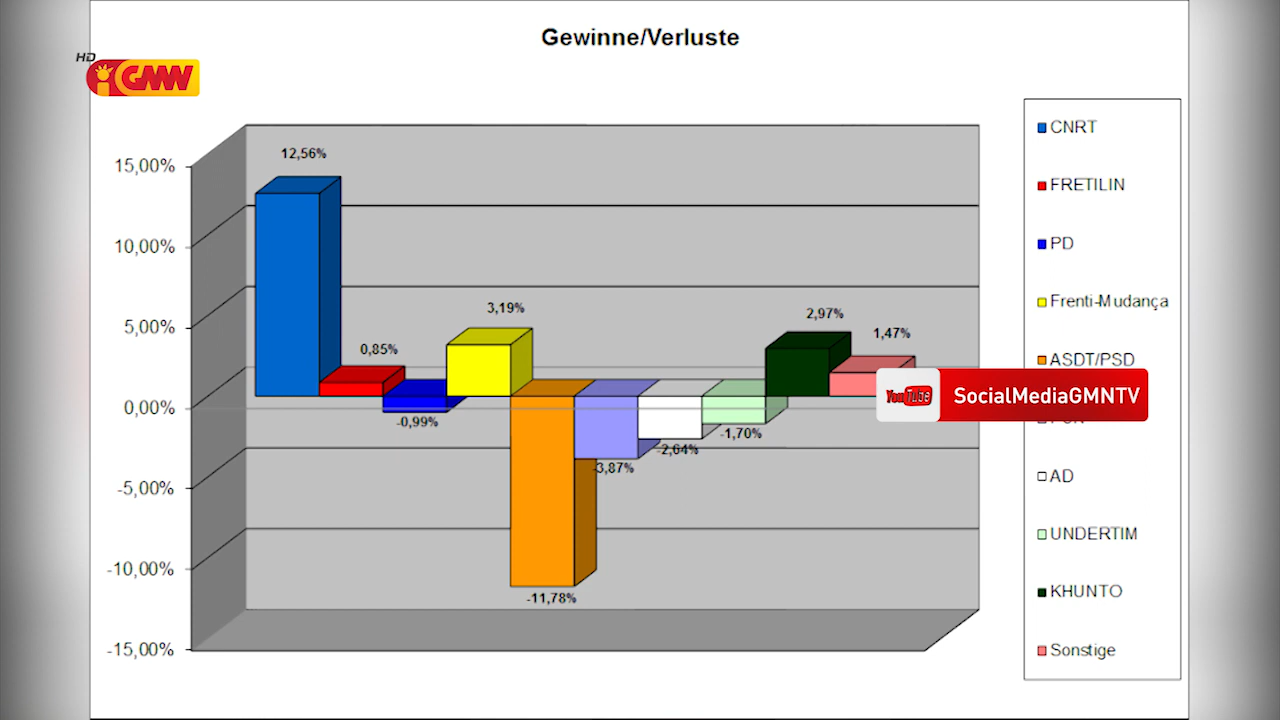 Gewinne/Verluste
HD
GMN
15,00%
10,00%
5,00%
0,00%
-5,00%
-10,00%
-15,00%
12,56%
0,85%
-0,99%
3,19%
-11,78%
-3,87%
-2,64%
-1,70%
2,97%
1,47%
CNRT
FRETILIN
PD
Frenti-Mudança
ASDT/PSD
YouTube SocialMediaGMNTV
AD
UNDERTIM
KHUNTO
Sonstige